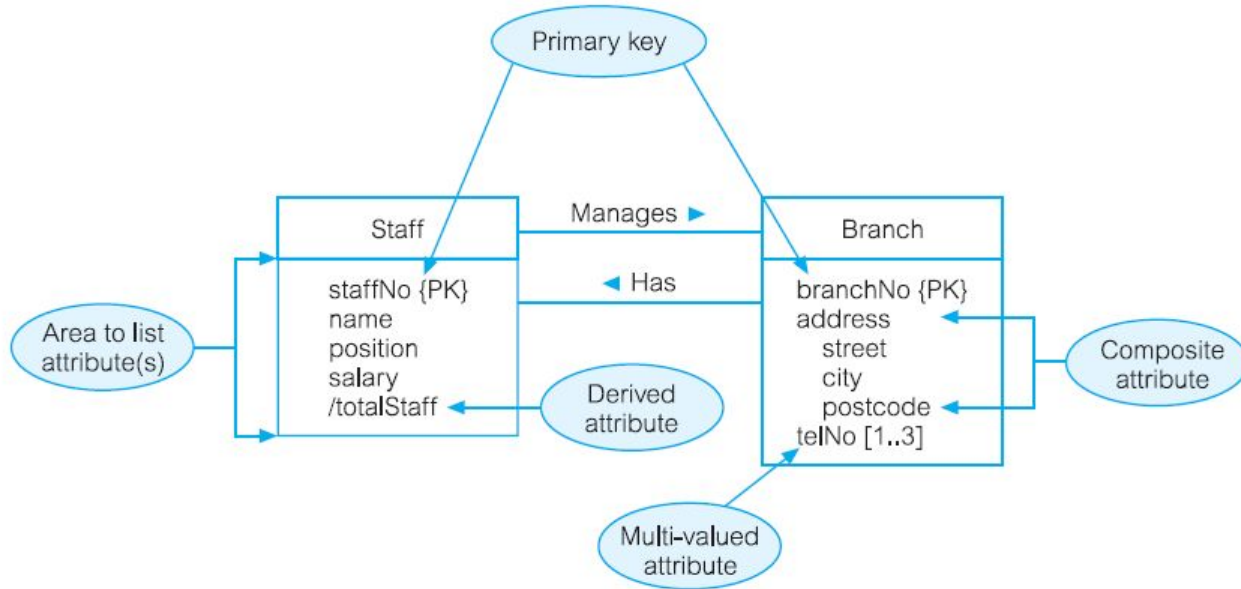 Primary key
Staff
Manages ►
Branch
◄ Has
staffNo {PK}
name
position
salary
/totalStaff
branchNo {PK}
address
street
city
postcode
telNo [1..3]
Area to list
attribute(s)
Derived
attribute
Composite
attribute
Multi-valued
attribute